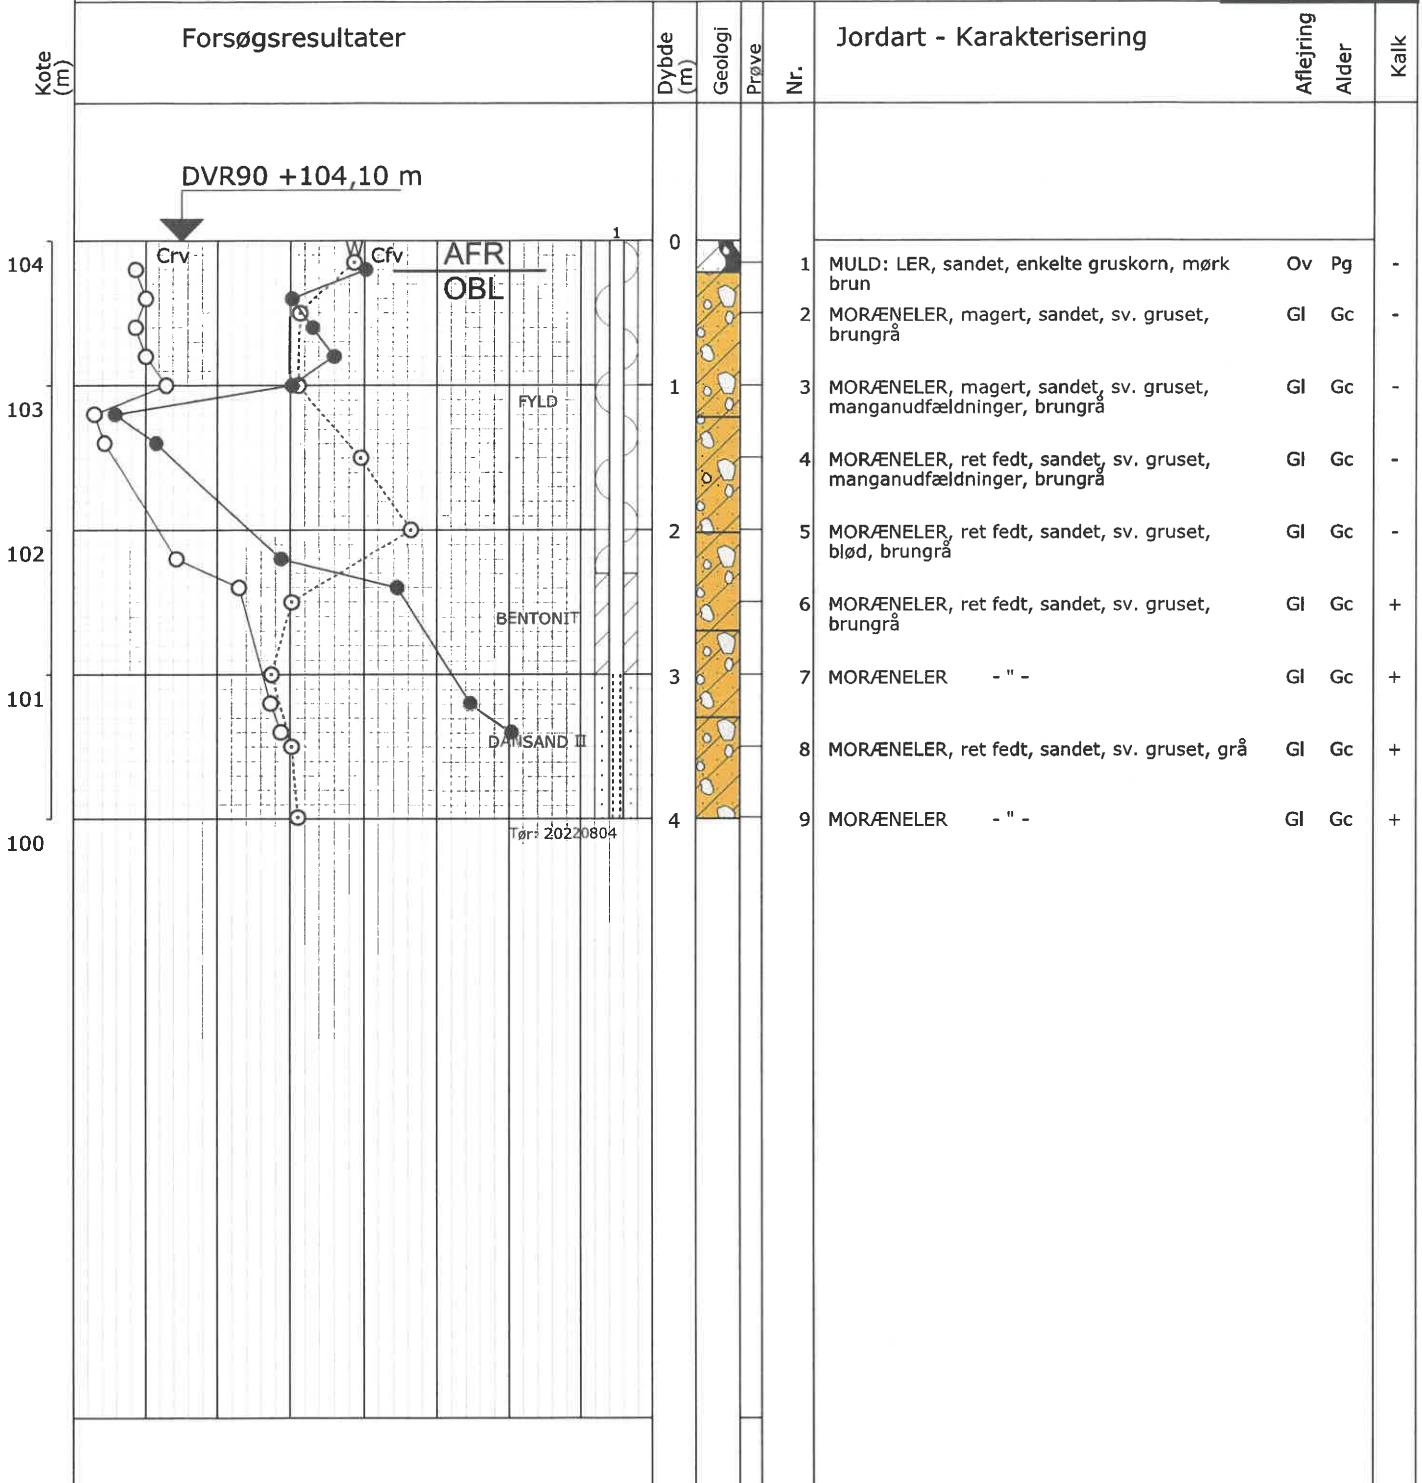 Kote (m)
Forsøgsresultater
Dybde (m)
Geologi
Prøve
Nr.
Jordart - Karakterisering
Aflejring
Alder
Kalk
DVR90 +104,10 m
1
Crv
W
Cfv
AFR
OBL
0
104
1 MULD: LER, sandet, enkelte gruskorn, mørk Ov Pg -
brun
2 MORÆNELER, magert, sandet, sv. gruset, Gl Gc -
brungrå
1
103
FYLD
3 MORÆNELER, magert, sandet, sv. gruset, Gl Gc -
manganudfældninger, brungrå
4 MORÆNELER, ret fedt, sandet, sv. gruset, Gl Gc -
manganudfældninger, brungrå
2
102
5 MORÆNELER, ret fedt, sandet, sv. gruset, Gl Gc -
blød, brungrå
BENTONIT
6 MORÆNELER, ret fedt, sandet, sv. gruset, Gl Gc +
brungrå
3
101
7 MORÆNELER - " - Gl Gc +
DANSAND II
8 MORÆNELER, ret fedt, sandet, sv. gruset, grå Gl Gc +
4
100
Tør: 20220804
9 MORÆNELER - " - Gl Gc +